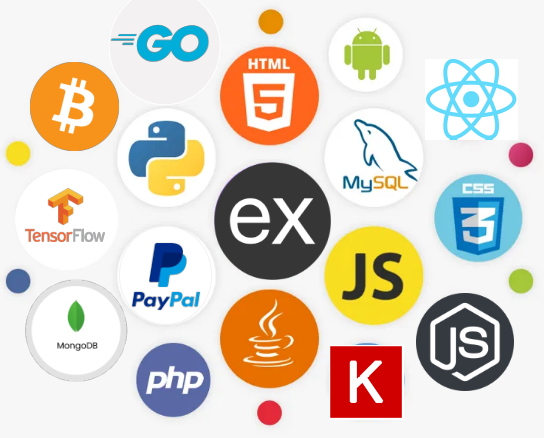 GO
HTML
5
B
MySQL
CSS
3
ex
TensorFlow
PayPal
JS
MongoDB
JS
php
K